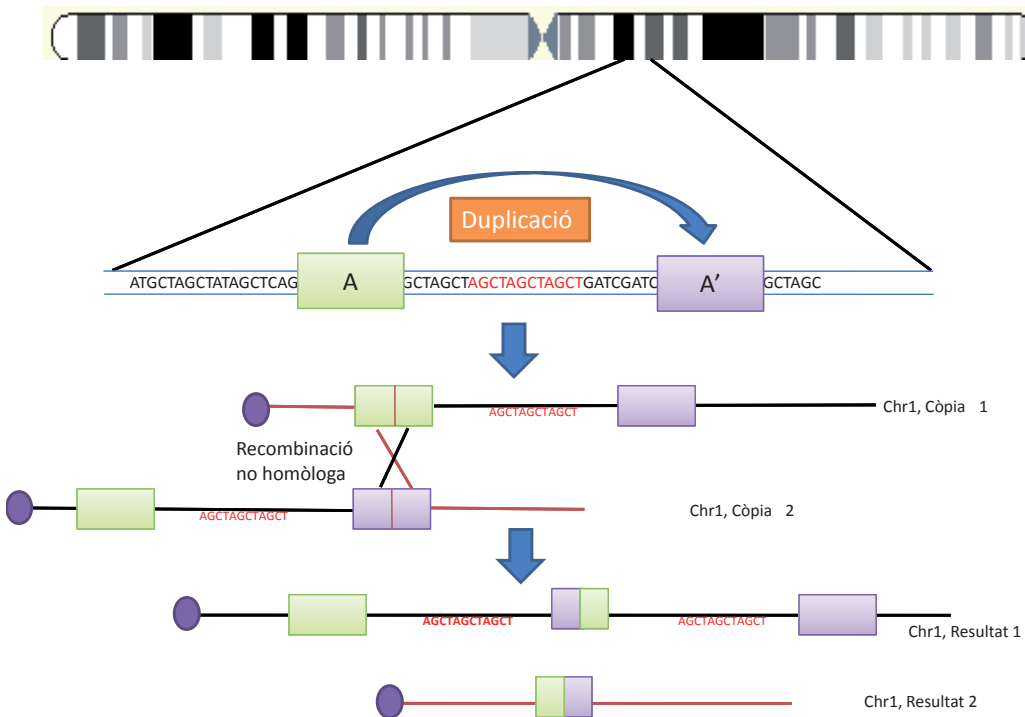 Duplicació
ATGCTAGCTATAGCTCAG A GCTAGCTAGCTAGCTAGCTGATCGATC A’ GCTAGC
AGCTAGCTAGCT
Chr1, Còpia 1
Recombinació
no homòloga
AGCTAGCTAGCT
Chr1, Còpia 2
AGCTAGCTAGCT AGCTAGCTAGCT
Chr1, Resultat 1
Chr1, Resultat 2